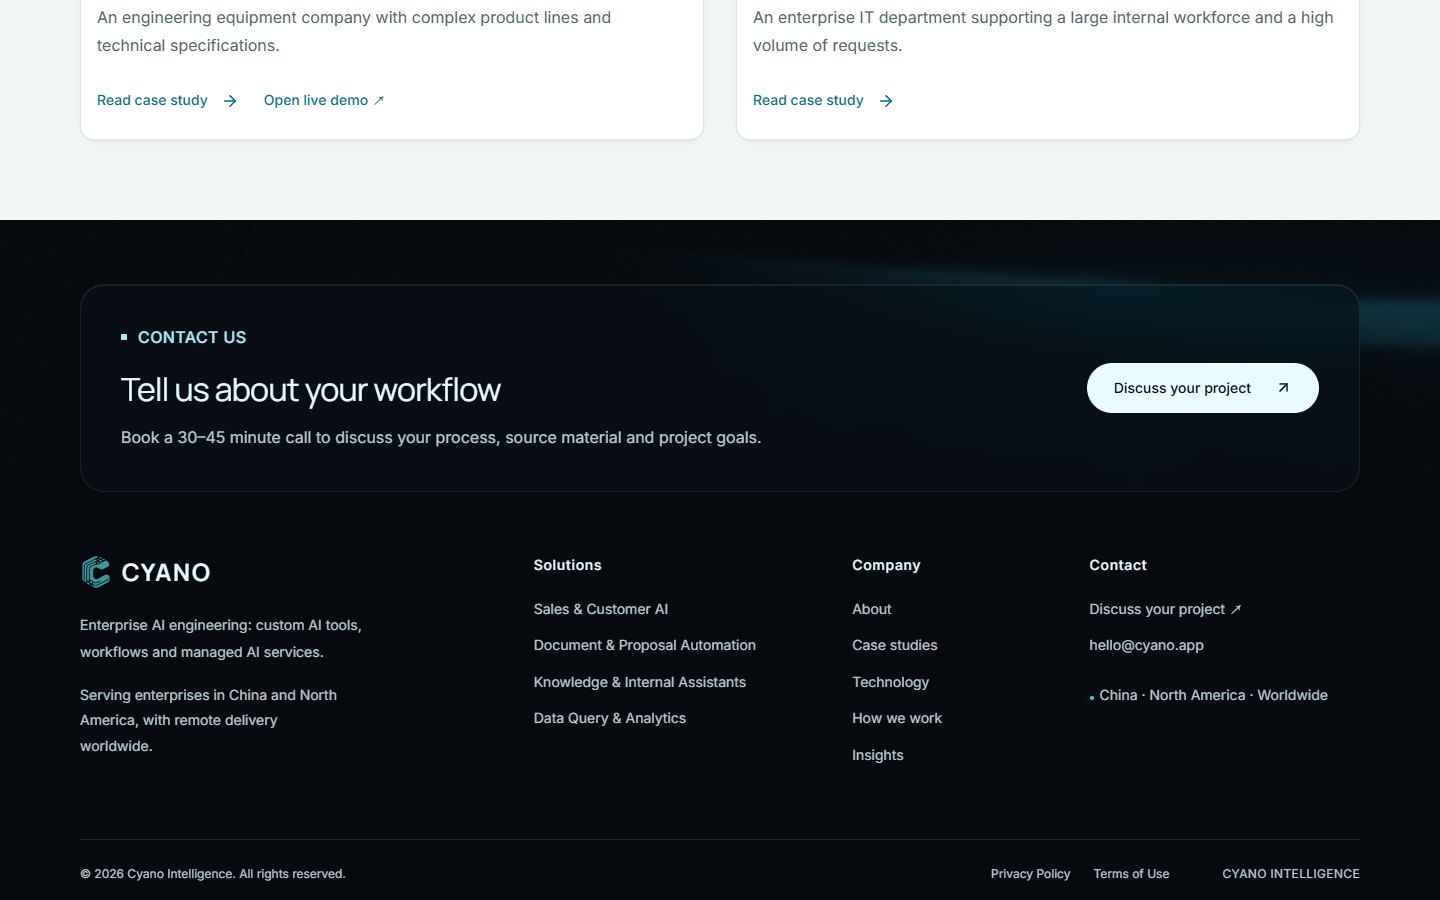 An engineering equipment company with complex product lines and
technical specifications.
Read case study →
Open live demo ↗
An enterprise IT department supporting a large internal workforce and a high
volume of requests.
Read case study →
CONTACT US
Tell us about your workflow
Book a 30–45 minute call to discuss your process, source material and project goals.
Discuss your project ↗
CYANO
Enterprise AI engineering: custom AI tools,
workflows and managed AI services.
Serving enterprises in China and North
America, with remote delivery
worldwide.
Solutions
Sales & Customer AI
Document & Proposal Automation
Knowledge & Internal Assistants
Data Query & Analytics
Company
About
Case studies
Technology
How we work
Insights
Contact
Discuss your project ↗
hello@cyano.app
China · North America · Worldwide
© 2026 Cyano Intelligence. All rights reserved.
Privacy Policy
Terms of Use
CYANO INTELLIGENCE